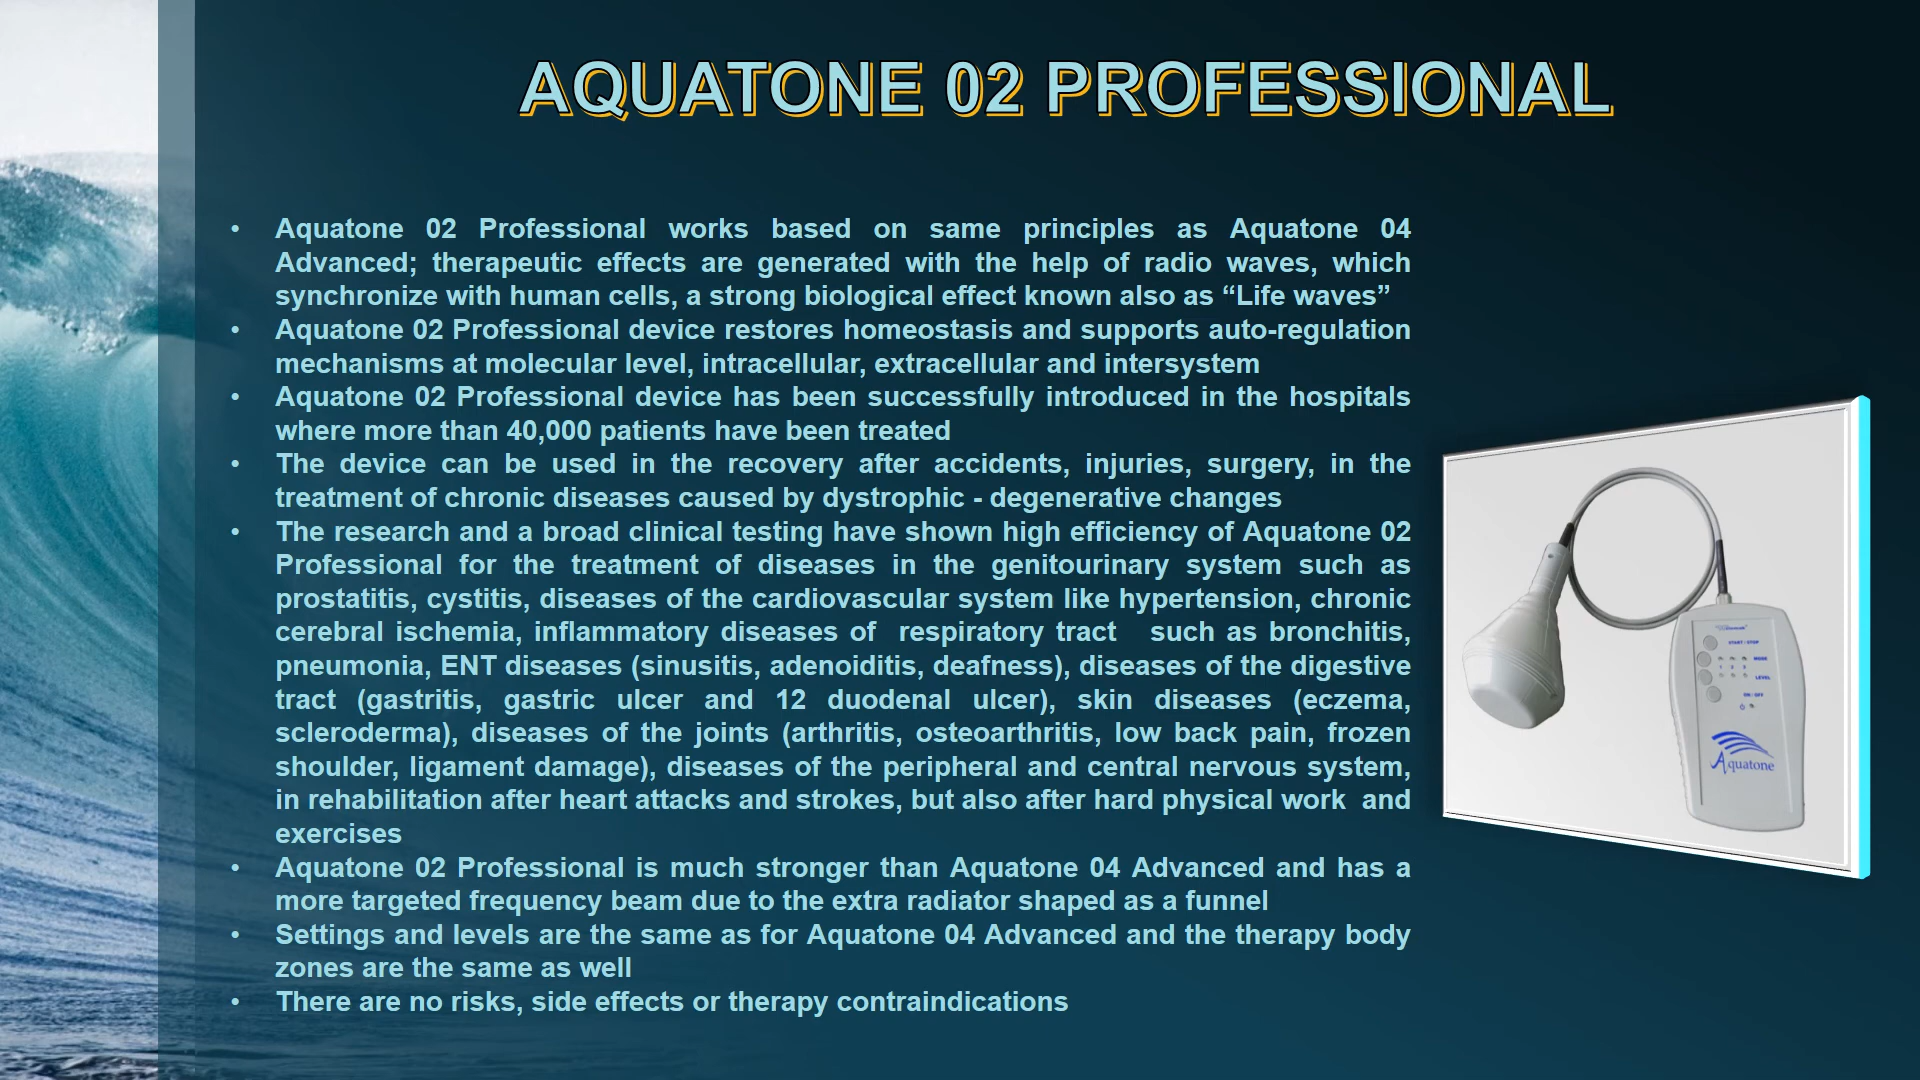 AQUATONE 02 PROFESSIONAL
• Aquatone 02 Professional works based on same principles as Aquatone 04
Advanced; therapeutic effects are generated with the help of radio waves, which
synchronize with human cells, a strong biological effect known also as “Life waves”
• Aquatone 02 Professional device restores homeostasis and supports auto-regulation
mechanisms at molecular level, intracellular, extracellular and intersystem
• Aquatone 02 Professional device has been successfully introduced in the hospitals
where more than 40,000 patients have been treated
• The device can be used in the recovery after accidents, injuries, surgery, in the
treatment of chronic diseases caused by dystrophic - degenerative changes
• The research and a broad clinical testing have shown high efficiency of Aquatone 02
Professional for the treatment of diseases in the genitourinary system such as
prostatitis, cystitis, diseases of the cardiovascular system like hypertension, chronic
cerebral ischemia, inflammatory diseases of respiratory tract such as bronchitis,
pneumonia, ENT diseases (sinusitis, adenoiditis, deafness), diseases of the digestive
tract (gastritis, gastric ulcer and 12 duodenal ulcer), skin diseases (eczema,
scleroderma), diseases of the joints (arthritis, osteoarthritis, low back pain, frozen
shoulder, ligament damage), diseases of the peripheral and central nervous system,
in rehabilitation after heart attacks and strokes, but also after hard physical work and
exercises
• Aquatone 02 Professional is much stronger than Aquatone 04 Advanced and has a
more targeted frequency beam due to the extra radiator shaped as a funnel
• Settings and levels are the same as for Aquatone 04 Advanced and the therapy body
zones are the same as well
• There are no risks, side effects or therapy contraindications
START / STOP
MODE
1 2 3
LEVEL
ON / OFF
Aquatone